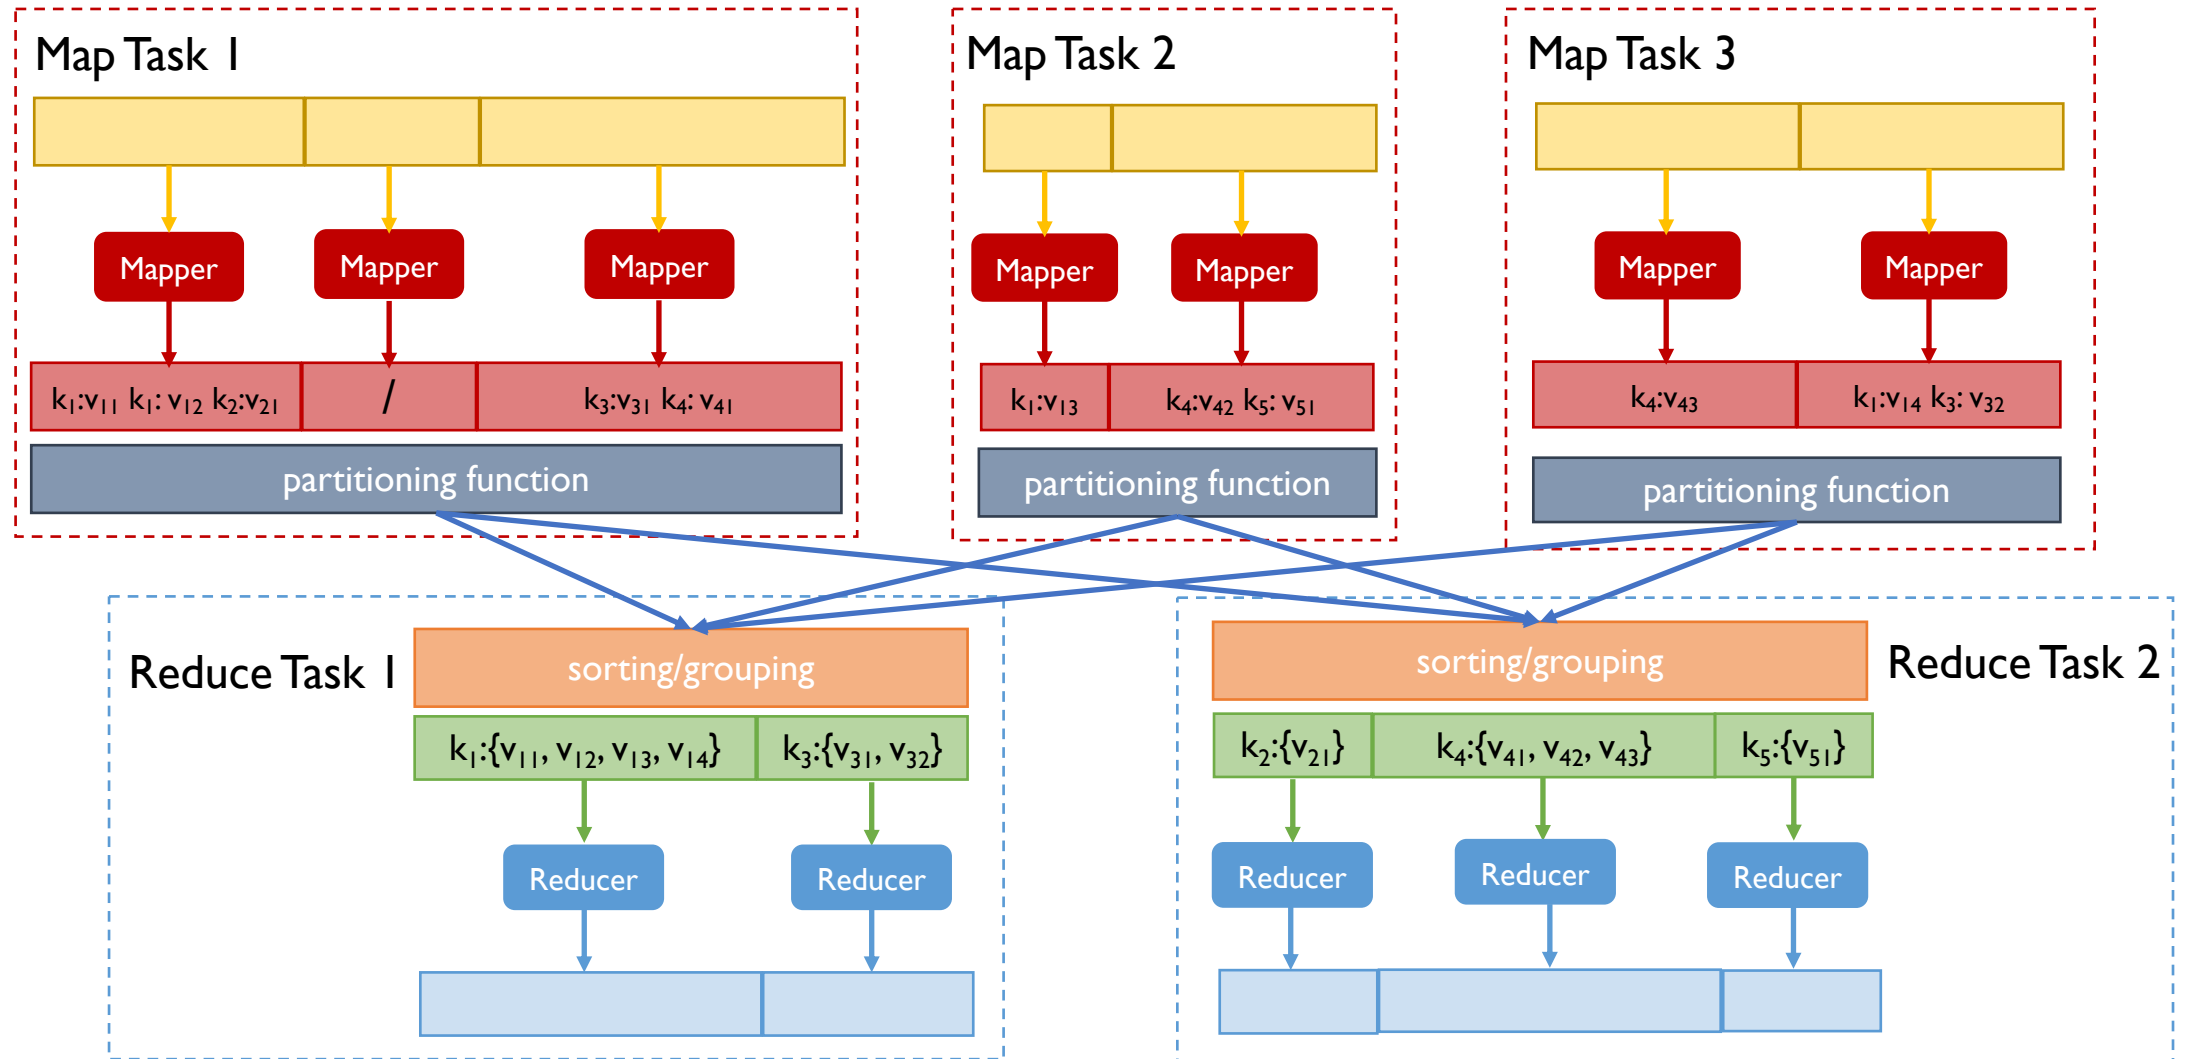 Map Task 1
Map Task 2
Map Task 3
Mapper
Mapper
Mapper
Mapper
Mapper
Mapper
Mapper
k₁:v₁₁ k₁: v₁₂ k₂:v₂₁
/
k₃:v₃₁ k₄: v₄₁
k₁:v₁₃
k₄:v₄₂ k₅: v₅₁
k₄:v₄₃
k₁:v₁₄ k₃: v₃₂
partitioning function
partitioning function
partitioning function
Reduce Task 1
sorting/grouping
sorting/grouping
Reduce Task 2
k₁:{v₁₁, v₁₂, v₁₃, v₁₄}
k₃:{v₃₁, v₃₂}
k₂:{v₂₁}
k₄:{v₄₁, v₄₂, v₄₃}
k₅:{v₅₁}
Reducer
Reducer
Reducer
Reducer
Reducer